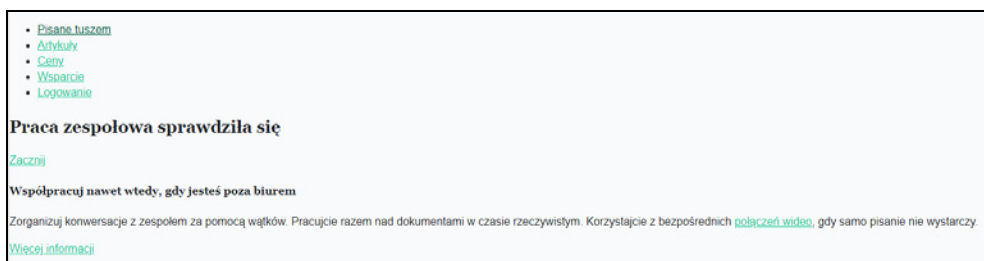 Pisane tuszem
Artykuły
Ceny
Wsparcie
Logowanie
Praca zespołowa sprawdziła się
Zacznij
Współpracuj nawet wtedy, gdy jesteś poza biurem
Zorganizuj konwersacje z zespołem za pomocą wątków. Pracujcie razem nad dokumentami w czasie rzeczywistym. Korzystajcie z bezpośrednich połączeń wideo, gdy samo pisanie nie wystarczy.
Więcej informacji